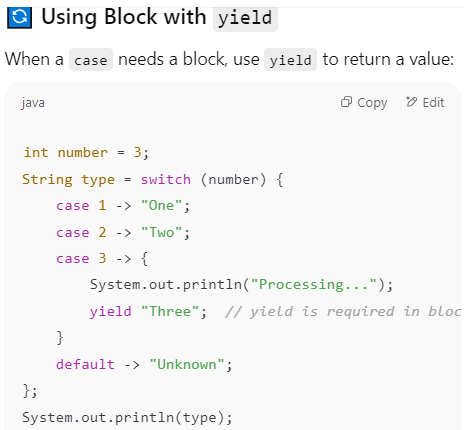 🔄 Using Block with yield
When a case needs a block, use yield to return a value:
java Copy Edit
int number = 3;
String type = switch (number) {
    case 1 -> "One";
    case 2 -> "Two";
    case 3 -> {
        System.out.println("Processing...");
        yield "Three";  // yield is required in bloc
    }
    default -> "Unknown";
};
System.out.println(type);